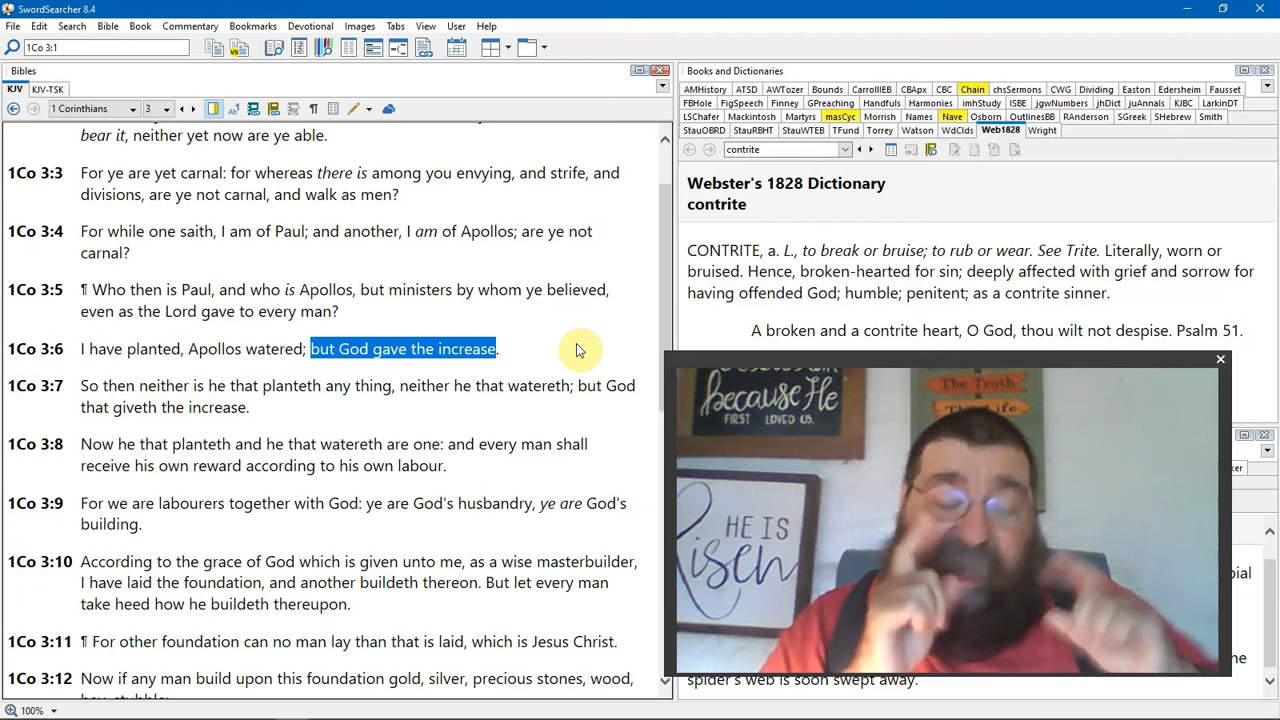 SwordSearcher 8.4
File Edit Search Bible Book Commentary Bookmarks Devotional Images Tabs View User Help
1Co 3:1
Bibles
KJV KJV-TSK
1 Corinthians 3
bear it, neither yet now are ye able.
1Co 3:3 For ye are yet carnal: for whereas there is among you envying, and strife, and
divisions, are ye not carnal, and walk as men?
1Co 3:4 For while one saith, I am of Paul; and another, I am of Apollos; are ye not
carnal?
1Co 3:5 ¶ Who then is Paul, and who is Apollos, but ministers by whom ye believed,
even as the Lord gave to every man?
1Co 3:6 I have planted, Apollos watered; but God gave the increase.
1Co 3:7 So then neither is he that planteth any thing, neither he that watereth; but God
that giveth the increase.
1Co 3:8 Now he that planteth and he that watereth are one: and every man shall
receive his own reward according to his own labour.
1Co 3:9 For we are labourers together with God: ye are God's husbandry, ye are God's
building.
1Co 3:10 According to the grace of God which is given unto me, as a wise masterbuilder,
I have laid the foundation, and another buildeth thereon. But let every man
take heed how he buildeth thereupon.
1Co 3:11 ¶ For other foundation can no man lay than that is laid, which is Jesus Christ.
1Co 3:12 Now if any man build upon this foundation gold, silver, precious stones, wood,
100%
Books and Dictionaries
AMHistory ATSD AWTozer Bounds CarrollIEB CBApx CBC Chain chsSermons CWG Dividing Easton Edersheim Fausset
FBHole FigSpeech Finney GPreaching Handfuls Harmonies imhStudy ISBE jgwNumbers jhDict juAnnals KJBC LarkinDT
LSChafer Mackintosh Martyrs masCyc Morrish Names Nave Osborn OutlinesBB RAnderson SGreek SHebrew Smith
StauOBRD StauRBHT StauWTEB TFund Torrey Watson WdClds Web1828 Wright
contrite
Webster's 1828 Dictionary
contrite
CONTRITE, a. L., to break or bruise; to rub or wear. See Trite. Literally, worn or
bruised. Hence, broken-hearted for sin; deeply affected with grief and sorrow for
having offended God; humble; penitent; as a contrite sinner.
A broken and a contrite heart, O God, thou wilt not despise. Psalm 51.
because He
FIRST LOVED US.
The Truth
The Life
HE IS
Risen
spider's web is soon swept away.